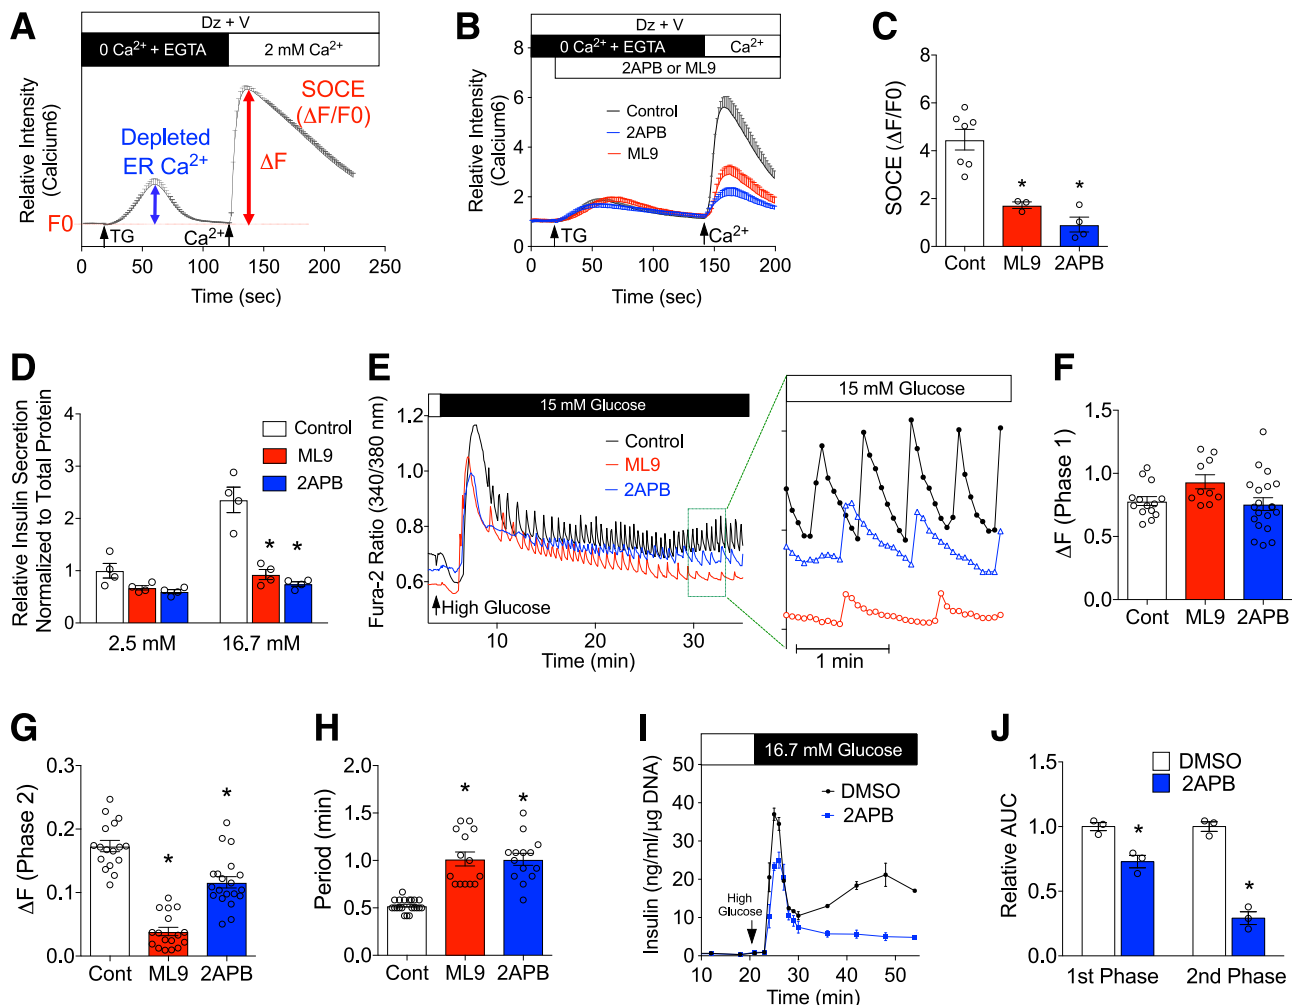 A
Dz + V
0 Ca²⁺ + EGTA
2 mM Ca²⁺
SOCE
(ΔF/F0)
Depleted
ER Ca²⁺
ΔF
F0
TG
Ca²⁺
Relative Intensity
(Calcium6)
0 50 100 150 200 250
Time (sec)
B
Dz + V
0 Ca²⁺ + EGTA
Ca²⁺
2APB or ML9
Control
2APB
ML9
TG
Ca²⁺
Relative Intensity
(Calcium6)
8
6
4
2
0
0 50 100 150 200
Time (sec)
C
SOCE (ΔF/F0)
8
6
4
2
0
* *
Cont ML9 2APB
D
Relative Insulin Secretion
Normalized to Total Protein
4
3
2
1
0
Control
ML9
2APB
* *
2.5 mM 16.7 mM
E
15 mM Glucose
Fura-2 Ratio (340/380 nm)
1.2
1.0
0.8
0.6
Control
ML9
2APB
High Glucose
10 20 30
Time (min)
15 mM Glucose
1 min
F
ΔF (Phase 1)
1.5
1.0
0.5
0.0
Cont ML9 2APB
G
ΔF (Phase 2)
0.3
0.2
0.1
0
* *
Cont ML9 2APB
H
Period (min)
2.0
1.5
1.0
0.5
0.0
* *
Cont ML9 2APB
I
16.7 mM Glucose
Insulin (ng/ml/µg DNA)
50
40
30
20
10
0
DMSO
2APB
High
Glucose
10 20 30 40 50
Time (min)
J
DMSO
2APB
Relative AUC
1.5
1.0
0.5
0
* *
1st Phase 2nd Phase